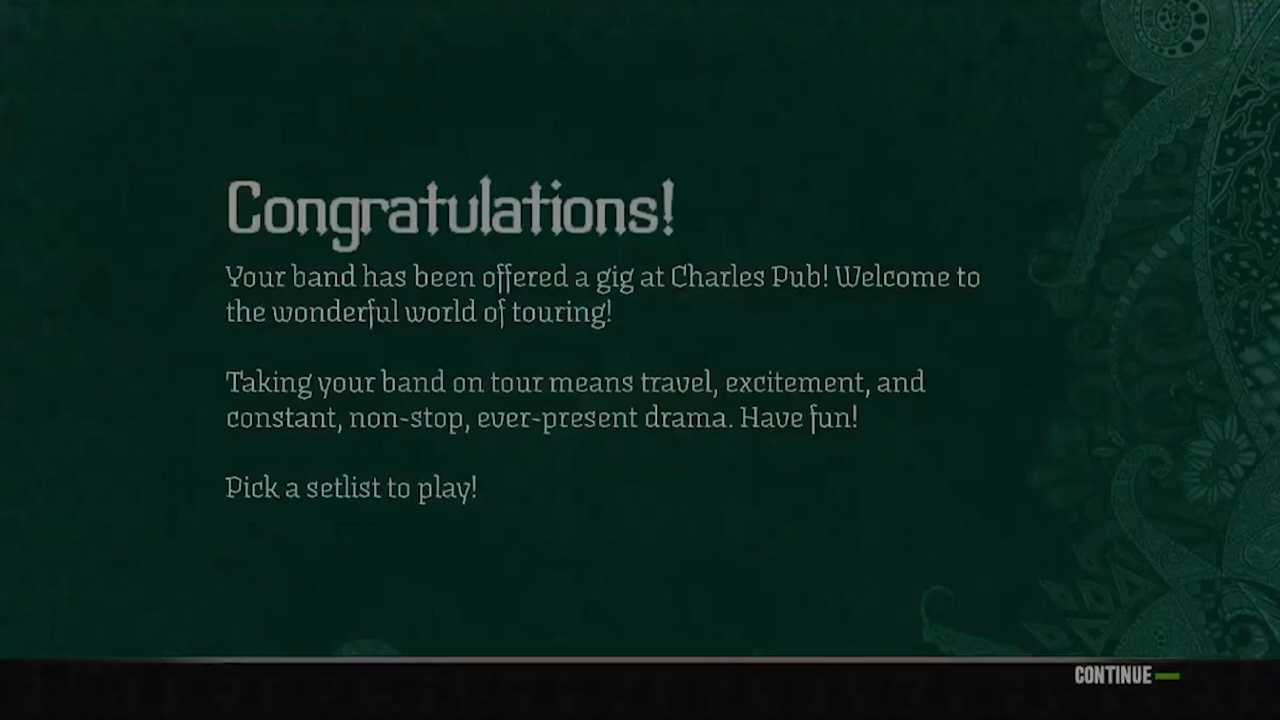 Congratulations!
Your band has been offered a gig at Charles Pub! Welcome to
the wonderful world of touring!
Taking your band on tour means travel, excitement, and
constant, non-stop, ever-present drama. Have fun!
Pick a setlist to play!
CONTINUE